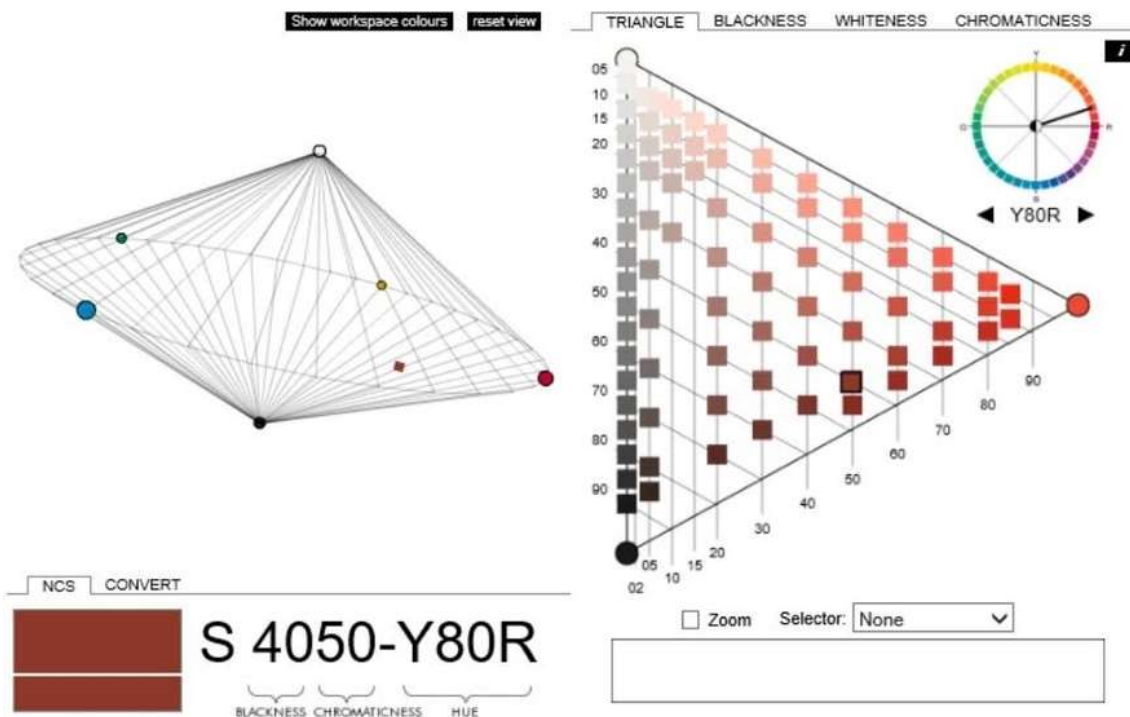 Show workspace colours reset view
TRIANGLE BLACKNESS WHITENESS CHROMATICNESS
i
05
10
15
20
30
40
50
60
70
80
90
Y
G R
B
Y80R
90
80
70
60
50
40
30
20
15
10
05
02
NCS CONVERT
S 4050-Y80R
BLACKNESS CHROMATICNESS HUE
Zoom Selector: None